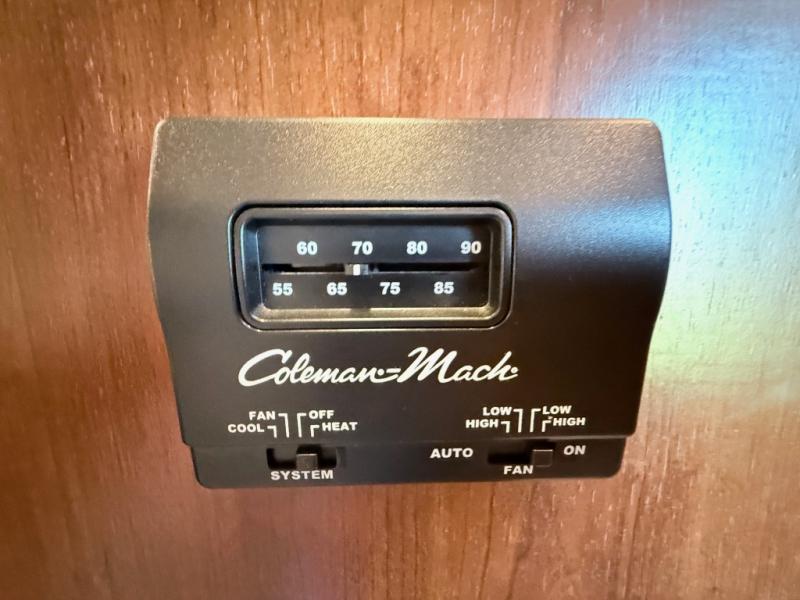 60 70 80 90
55 65 75 85
Coleman-Mach
FAN OFF
COOL HEAT
SYSTEM
LOW LOW
HIGH HIGH
AUTO ON
FAN